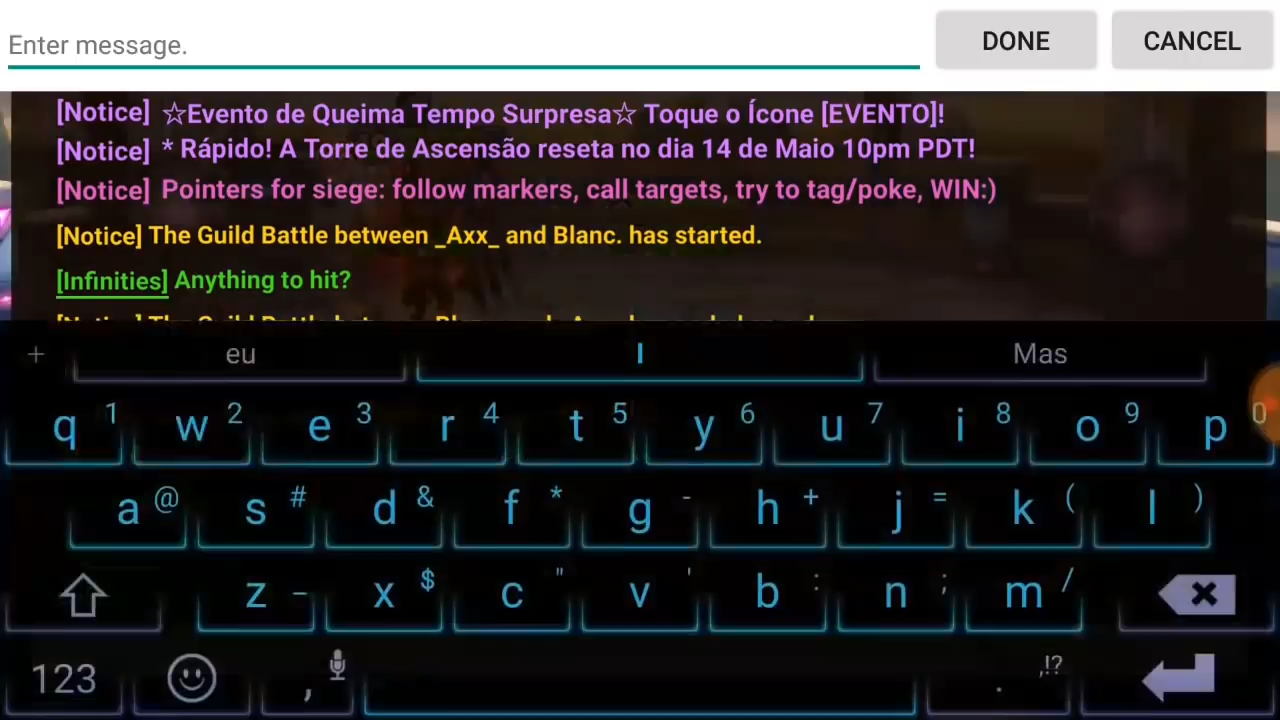 Enter message.
DONE
CANCEL
[Notice] ☆Evento de Queima Tempo Surpresa☆ Toque o Ícone [EVENTO]!
[Notice] * Rápido! A Torre de Ascensão reseta no dia 14 de Maio 10pm PDT!
[Notice] Pointers for siege: follow markers, call targets, try to tag/poke, WIN:)
[Notice] The Guild Battle between _Axx_ and Blanc. has started.
[Infinities] Anything to hit?
+ eu I Mas
q 1 w 2 e 3 r 4 t 5 y 6 u 7 i 8 o 9 p 0
a @ s # d & f * g - h + j = k ( l )
z _ x $ c " v ' b : n ; m /
123 , . ,!?